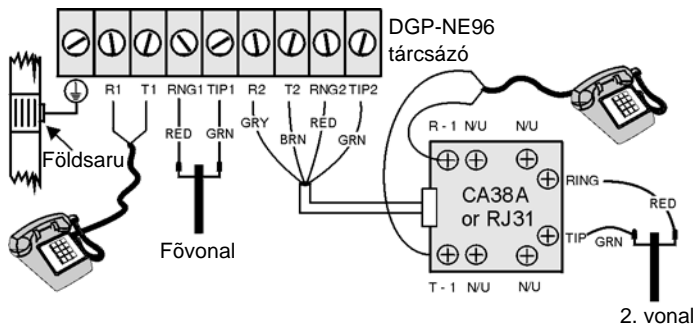 DGP-NE96
tárcsázó
R1 T1 RNG1 TIP1 R2 T2 RNG2 TIP2
RED GRN GRY BRN RED GRN
Földsaru
Fõvonal
R - 1 N/U N/U
CA38A
or RJ31
RING
RED
TIP GRN
T - 1 N/U N/U
2. vonal